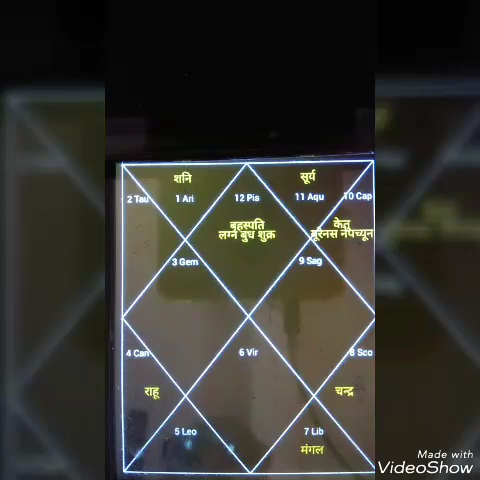 शनि
सूर्य
2 Tau
1 Ari
12 Pis
11 Aqu
10 Cap
बृहस्पति
लग्न बुध शुक्र
केतु
यूरेनस नेपच्यून
3 Gem
9 Sag
4 Can
6 Vir
8 Sco
राहू
चन्द्र
5 Leo
7 Lib
मंगल
Made with
VideoShow